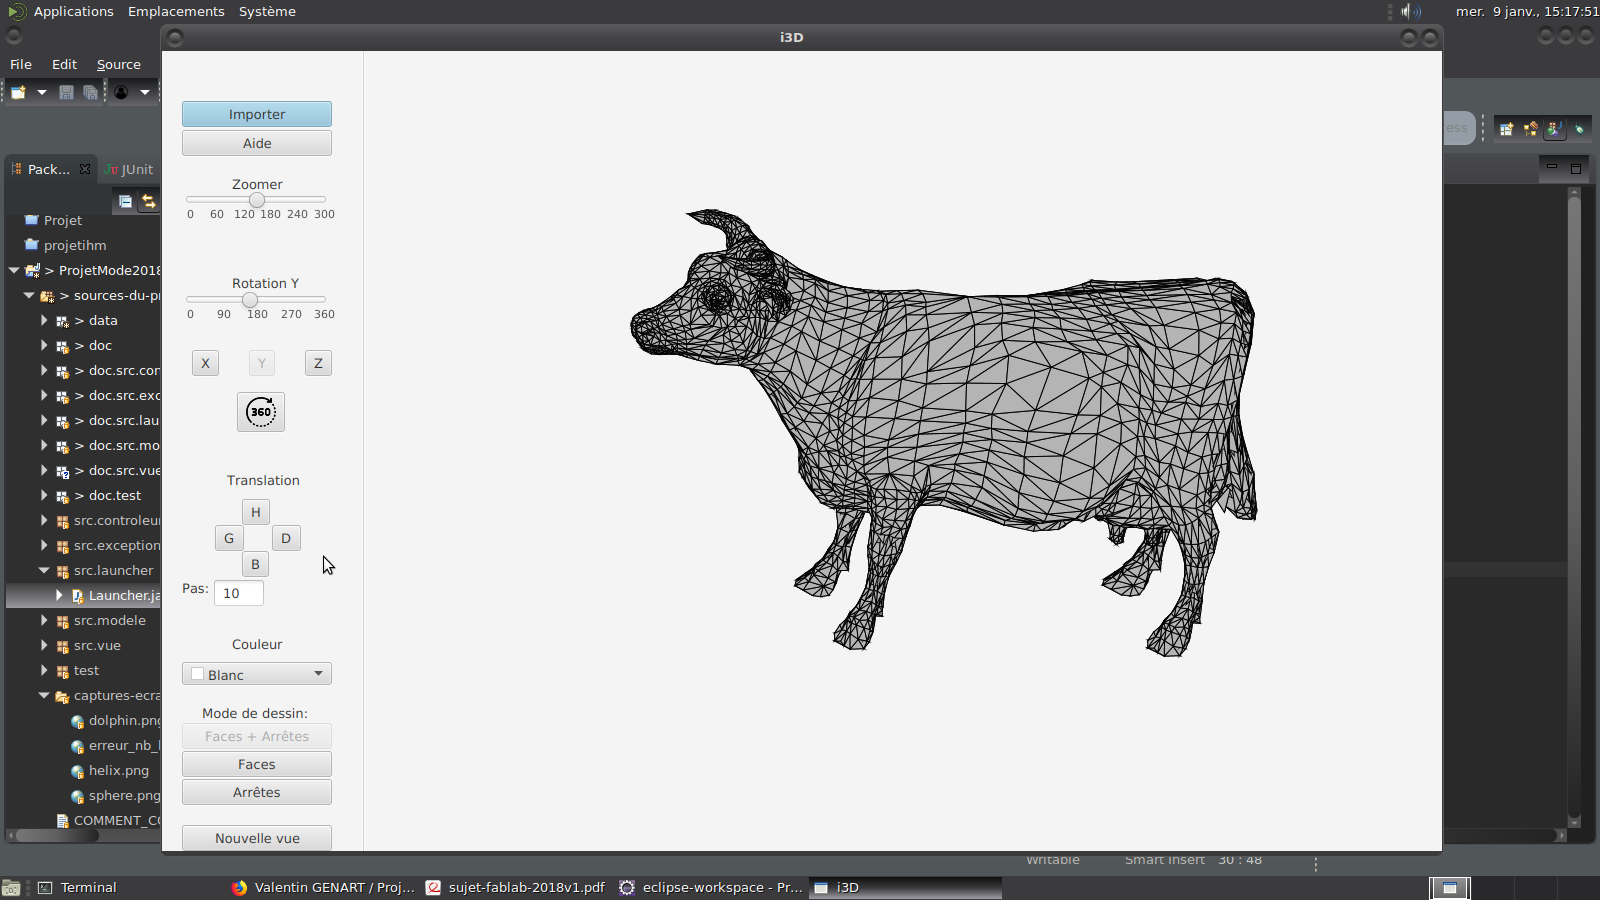 Applications Emplacements Système
mer. 9 janv., 15:17:51
i3D
File Edit Source
Importer
Aide
Pack... JUnit
Zoomer
0 60 120 180 240 300
Projet
projetihm
> ProjetMode2018
> sources-du-pr
> data
> doc
> doc.src.con
> doc.src.exc
> doc.src.lau
> doc.src.mo
> doc.src.vue
> doc.test
src.controleu
src.exception
src.launcher
Launcher.ja
src.modele
src.vue
test
captures-ecra
dolphin.png
erreur_nb_
helix.png
sphere.png
COMMENT_CO
Rotation Y
0 90 180 270 360
X Y Z
360
Translation
H
G D
B
Pas: 10
Couleur
Blanc
Mode de dessin:
Faces + Arrêtes
Faces
Arrêtes
Nouvelle vue
ess
Writable Smart Insert 30 : 48
Terminal Valentin GENART / Proj... sujet-fablab-2018v1.pdf eclipse-workspace - Pr... i3D